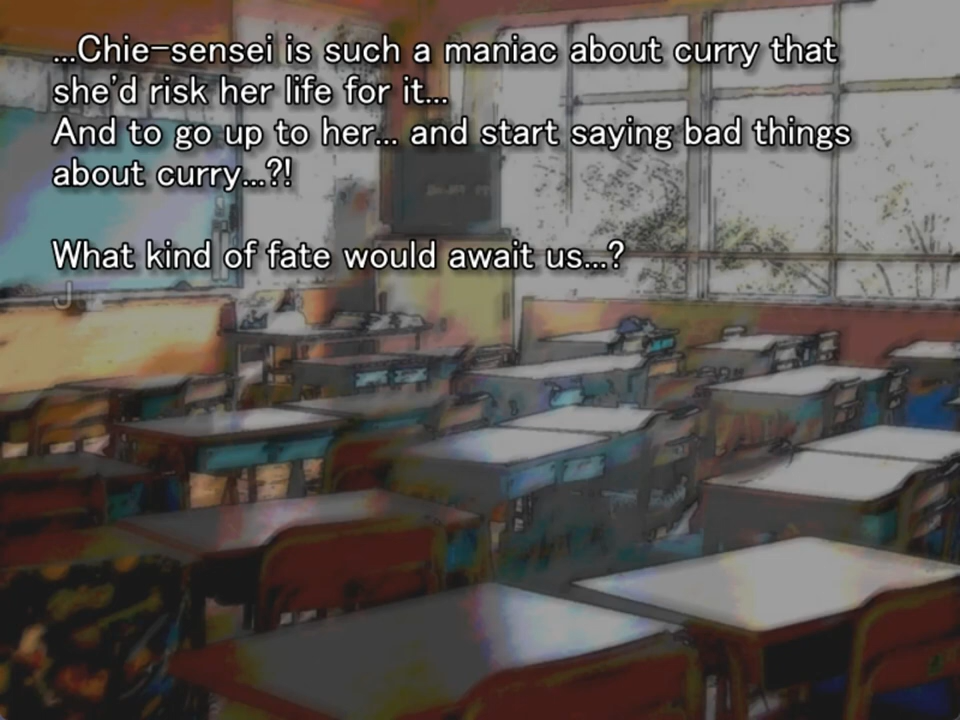 ...Chie-sensei is such a maniac about curry that
she'd risk her life for it...
And to go up to her... and start saying bad things
about curry...?!
What kind of fate would await us...?
J